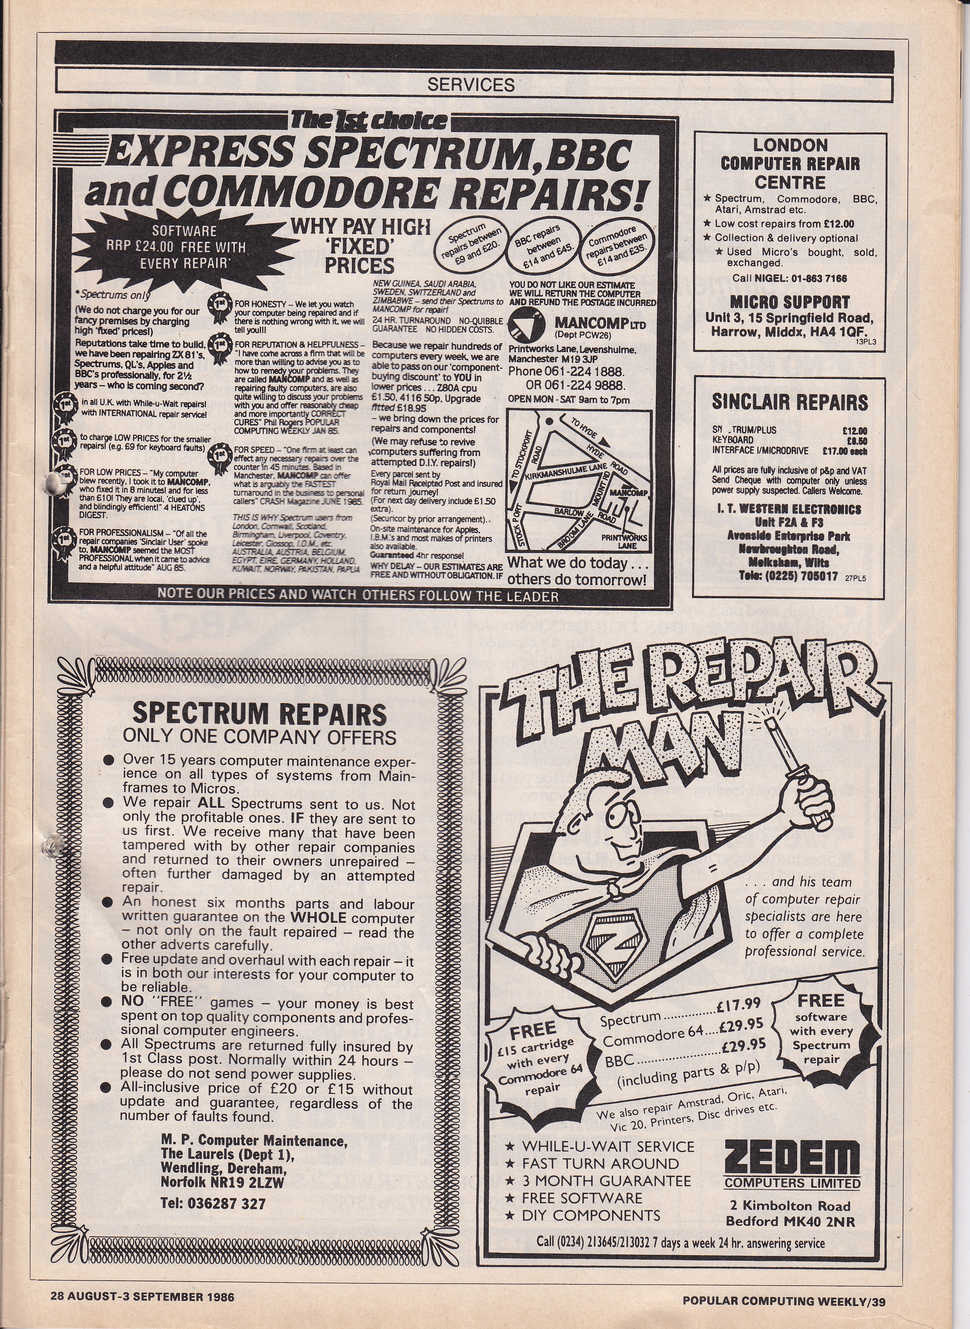 SERVICES
The 1st choice
EXPRESS SPECTRUM, BBC
and COMMODORE REPAIRS!
SOFTWARE
RRP £24.00 FREE WITH
EVERY REPAIR*
WHY PAY HIGH
'FIXED'
PRICES
Spectrum
repairs between
£9 and £20.
BBC repairs
between
£14 and £45.
Commodore
repairs between
£14 and £35.
*Spectrums only
(We do not charge you for our
fancy premises by charging
high 'fixed' prices!)
Reputations take time to build,
we have been repairing ZX 81's,
Spectrums, QL's, Apples and
BBC's professionally, for 2½
years – who is coming second?
1st
in all U.K. with While-u-Wait repairs!
with INTERNATIONAL repair service!
1st
to charge LOW PRICES for the smaller
repairs! (e.g. £9 for keyboard faults)
1st
FOR LOW PRICES – "My computer
blew recently, I took it to MANCOMP,
who fixed it in 8 minutes! and for less
than £10! They are local, 'clued up',
and blindingly efficient!" 4 HEATONS
DIGEST.
1st
FOR PROFESSIONALISM – "Of all the
repair companies 'Sinclair User' spoke
to, MANCOMP seemed the MOST
PROFESSIONAL when it came to advice
and a helpful attitude" AUG 85.
1st
FOR HONESTY – We let you watch
your computer being repaired and if
there is nothing wrong with it, we will
tell you!!!
1st
FOR REPUTATION & HELPFULNESS –
"I have come across a firm that will be
more than willing to advise you as to
how to remedy your problems. They
are called MANCOMP and as well as
repairing faulty computers, are also
quite willing to discuss your problems
with you and offer reasonably cheap
and more importantly CORRECT
CURES" Phil Rogers POPULAR
COMPUTING WEEKLY JAN 85.
1st
FOR SPEED – "One firm at least can
effect any necessary repairs over the
counter in 45 minutes. Based in
Manchester, MANCOMP can offer
what is arguably the FASTEST
turnaround in the business to personal
callers" CRASH Magazine JUNE 1985.
THIS IS WHY Spectrum users from
London, Cornwall, Scotland,
Birmingham, Liverpool, Coventry,
Leicester, Glossop, I.O.M., etc.
AUSTRALIA, AUSTRIA, BELGIUM,
EGYPT, EIRE, GERMANY, HOLLAND,
KUWAIT, NORWAY, PAKISTAN, PAPUA
NEW GUINEA, SAUDI ARABIA,
SWEDEN, SWITZERLAND and
ZIMBABWE – send their Spectrums to
MANCOMP for repair!
24 HR. TURNAROUND NO-QUIBBLE
GUARANTEE NO HIDDEN COSTS.
Because we repair hundreds of
computers every week, we are
able to pass on our 'component-
buying discount' to YOU in
lower prices . . . Z80A cpu
£1.50, 4116 50p. Upgrade
fitted £18.95
– we bring down the prices for
repairs and components!
(We may refuse to revive
computers suffering from
attempted D.I.Y. repairs!)
Every parcel sent by
Royal Mail Receipted Post and insured
for return journey!
(For next day delivery include £1.50
extra).
(Securicor by prior arrangement). .
On-site maintenance for Apples,
I.B.M.'s and most makes of printers
also available.
Guaranteed 4hr response!
WHY DELAY – OUR ESTIMATES ARE
FREE AND WITHOUT OBLIGATION. IF
YOU DO NOT LIKE OUR ESTIMATE
WE WILL RETURN THE COMPUTER
AND REFUND THE POSTAGE INCURRED
MANCOMP LTD
(Dept PCW26)
Printworks Lane, Levenshulme,
Manchester M19 3JP
Phone 061-224 1888.
OR 061-224 9888.
OPEN MON - SAT 9am to 7pm
TO HYDE
HYDE
ROAD
TO STOCKPORT
ROAD
KIRKMANSHULME LANE
MOUNT RD
MANCOMP
BARLOW
ROAD
STOCKPORT
BROOM LANE
PRINTWORKS
LANE
What we do today . . .
others do tomorrow!
NOTE OUR PRICES AND WATCH OTHERS FOLLOW THE LEADER
LONDON
COMPUTER REPAIR
CENTRE
★ Spectrum, Commodore, BBC,
Atari, Amstrad etc.
★ Low cost repairs from £12.00
★ Collection & delivery optional
★ Used Micro's bought, sold,
exchanged.
Call NIGEL: 01-863 7166
MICRO SUPPORT
Unit 3, 15 Springfield Road,
Harrow, Middx, HA4 1QF.
13PL3
SINCLAIR REPAIRS
TRUM/PLUS £12.00
KEYBOARD £8.50
INTERFACE I/MICRODRIVE £17.00 each
All prices are fully inclusive of p&p and VAT
Send Cheque with computer only unless
power supply suspected. Callers Welcome.
I. T. WESTERN ELECTRONICS
Unit F2A & F3
Avonside Enterprise Park
Newbroughton Road,
Melksham, Wilts
Tele: (0225) 705017 27PL5
SPECTRUM REPAIRS
ONLY ONE COMPANY OFFERS
● Over 15 years computer maintenance exper-
ience on all types of systems from Main-
frames to Micros.
● We repair ALL Spectrums sent to us. Not
only the profitable ones. IF they are sent to
us first. We receive many that have been
tampered with by other repair companies
and returned to their owners unrepaired –
often further damaged by an attempted
repair.
● An honest six months parts and labour
written guarantee on the WHOLE computer
– not only on the fault repaired – read the
other adverts carefully.
● Free update and overhaul with each repair – it
is in both our interests for your computer to
be reliable.
● NO "FREE" games – your money is best
spent on top quality components and profes-
sional computer engineers.
● All Spectrums are returned fully insured by
1st Class post. Normally within 24 hours –
please do not send power supplies.
● All-inclusive price of £20 or £15 without
update and guarantee, regardless of the
number of faults found.
M. P. Computer Maintenance,
The Laurels (Dept 1),
Wendling, Dereham,
Norfolk NR19 2LZW
Tel: 036287 327
THE REPAIR
MAN
Z
. . . and his team
of computer repair
specialists are here
to offer a complete
professional service.
FREE
£15 cartridge
with every
Commodore 64
repair
Spectrum ............... £17.99
Commodore 64 .... £29.95
BBC ..................... £29.95
(including parts & p/p)
FREE
software
with every
Spectrum
repair
We also repair Amstrad, Oric, Atari,
Vic 20, Printers, Disc drives etc.
★ WHILE-U-WAIT SERVICE
★ FAST TURN AROUND
★ 3 MONTH GUARANTEE
★ FREE SOFTWARE
★ DIY COMPONENTS
ZEDEM
COMPUTERS LIMITED
2 Kimbolton Road
Bedford MK40 2NR
Call (0234) 213645/213032 7 days a week 24 hr. answering service
28 AUGUST-3 SEPTEMBER 1986
POPULAR COMPUTING WEEKLY/39